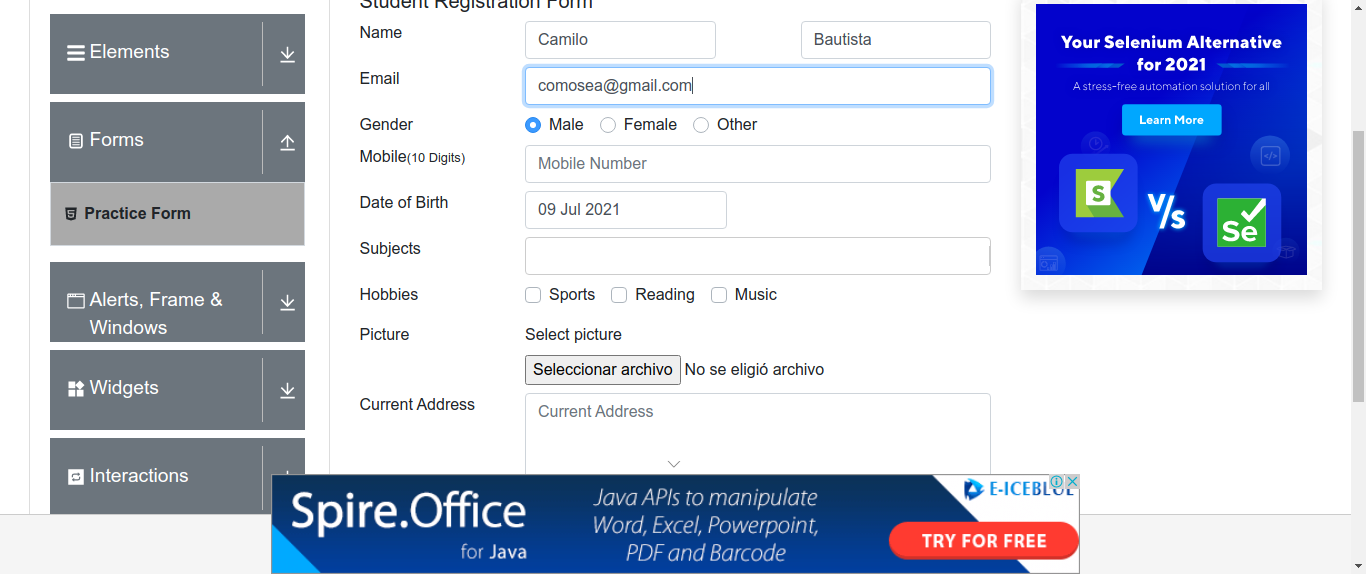 Elements
Forms
Practice Form
Alerts, Frame &
Windows
Widgets
Interactions
Student Registration Form
Name
Camilo
Bautista
Email
comosea@gmail.com
Gender
Male
Female
Other
Mobile(10 Digits)
Mobile Number
Date of Birth
09 Jul 2021
Subjects
Hobbies
Sports
Reading
Music
Picture
Select picture
Seleccionar archivo
No se eligió archivo
Current Address
Current Address
Your Selenium Alternative
for 2021
A stress-free automation solution for all
Learn More
S
V/s
Se
Spire.Office
for Java
Java APIs to manipulate
Word, Excel, Powerpoint,
PDF and Barcode
E-ICEBLUE
TRY FOR FREE